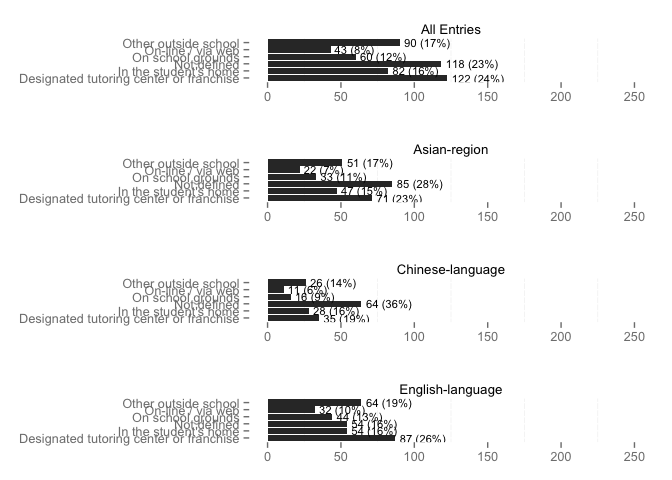 All Entries
Other outside school 90 (17%)
On-line / via web 43 (8%)
On school grounds 60 (12%)
Not defined 118 (23%)
In the student's home 82 (16%)
Designated tutoring center or franchise 122 (24%)
0 50 100 150 200 250
Asian-region
Other outside school 51 (17%)
On-line / via web 22 (7%)
On school grounds 33 (11%)
Not defined 85 (28%)
In the student's home 47 (15%)
Designated tutoring center or franchise 71 (23%)
0 50 100 150 200 250
Chinese-language
Other outside school 26 (14%)
On-line / via web 11 (6%)
On school grounds 16 (9%)
Not defined 64 (36%)
In the student's home 28 (16%)
Designated tutoring center or franchise 35 (19%)
0 50 100 150 200 250
English-language
Other outside school 64 (19%)
On-line / via web 32 (10%)
On school grounds 44 (13%)
Not defined 54 (16%)
In the student's home 54 (16%)
Designated tutoring center or franchise 87 (26%)
0 50 100 150 200 250